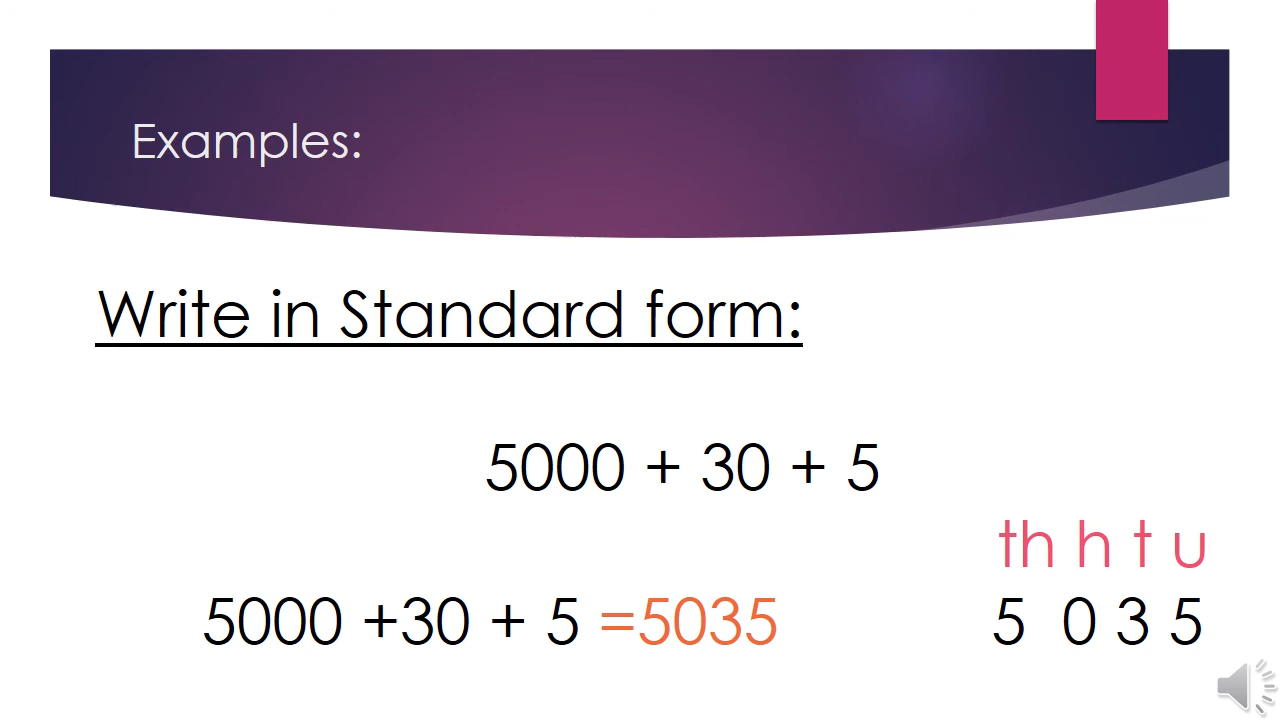 Examples:
Write in Standard form:
5000 + 30 + 5
th h t u
5000 +30 + 5 =5035
5 0 3 5